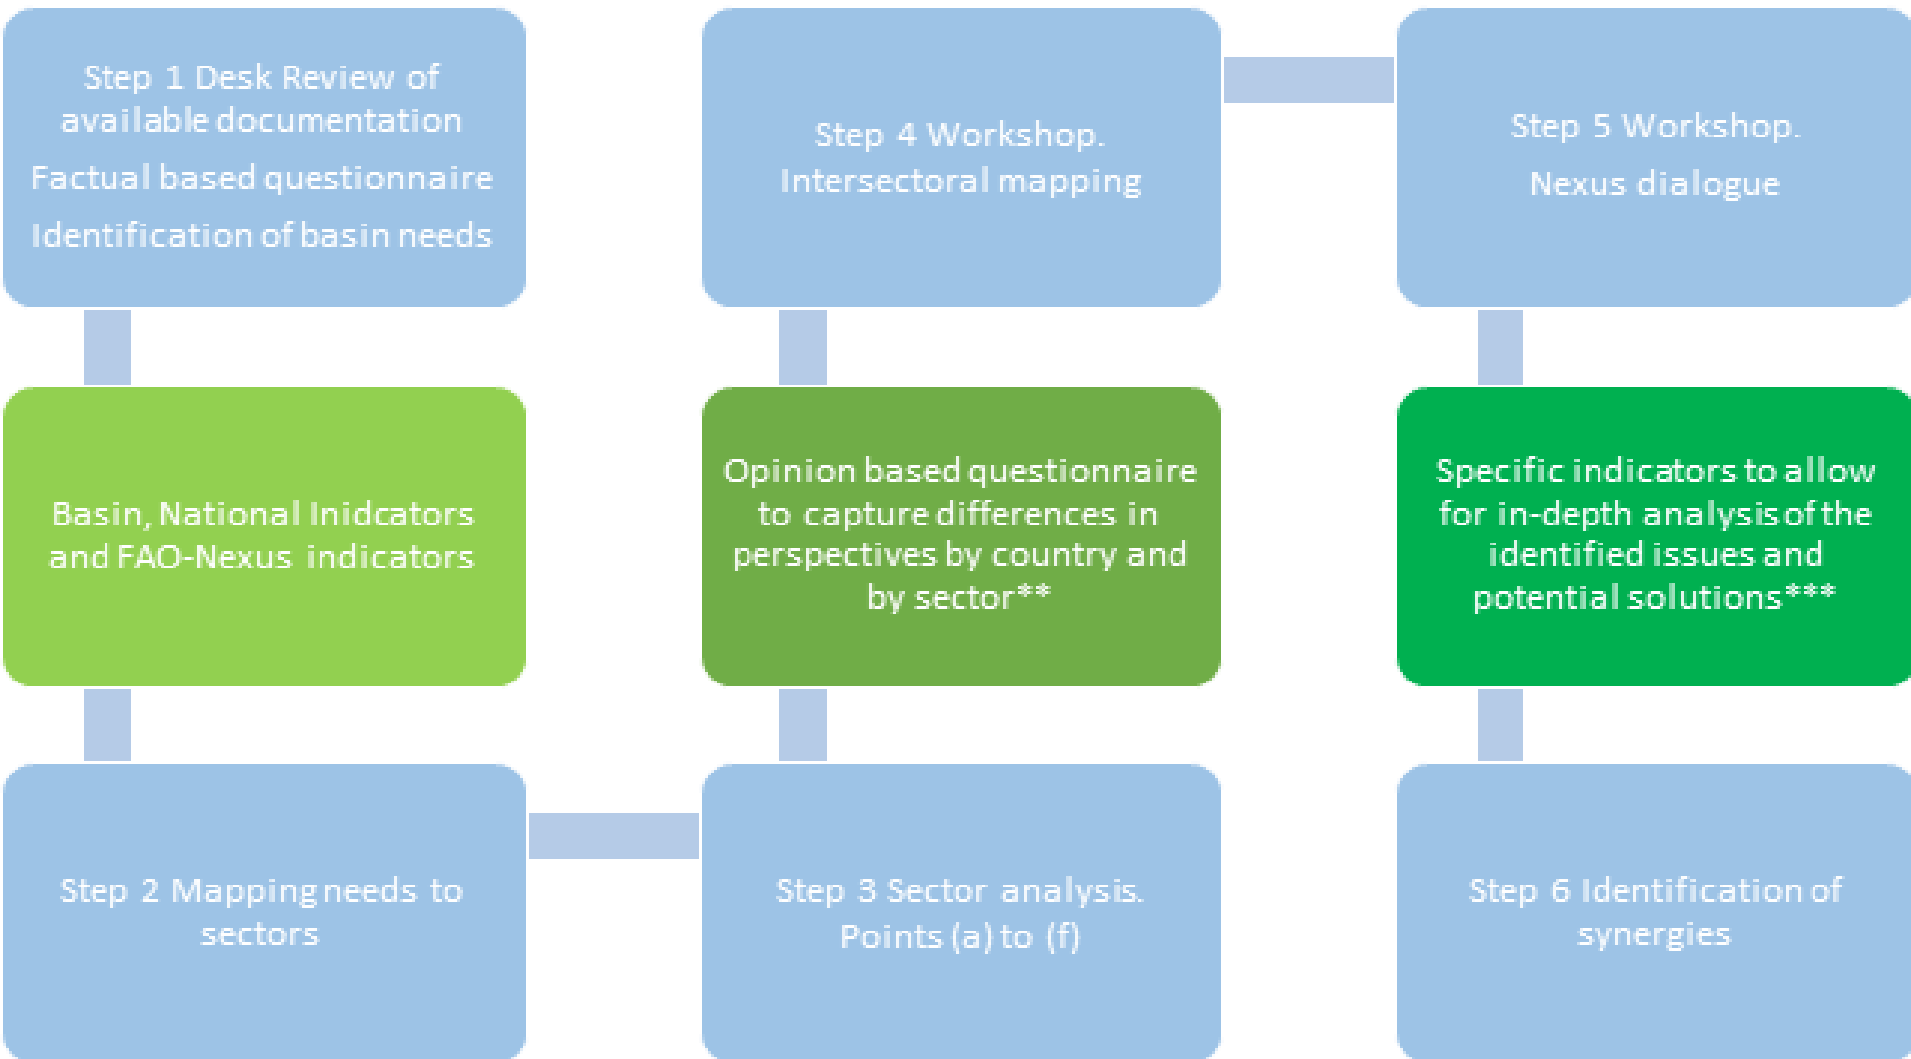 Step 1 Desk Review of
available documentation
Factual based questionnaire
Identification of basin needs
Basin, National Inidcators
and FAO-Nexus indicators
Step 2 Mapping needs to
sectors
Step 3 Sector analysis.
Points (a) to (f)
Opinion based questionnaire
to capture differences in
perspectives by country and
by sector**
Step 4 Workshop.
Intersectoral mapping
Step 5 Workshop.
Nexus dialogue
Specific indicators to allow
for in-depth analysis of the
identified issues and
potential solutions***
Step 6 Identification of
synergies